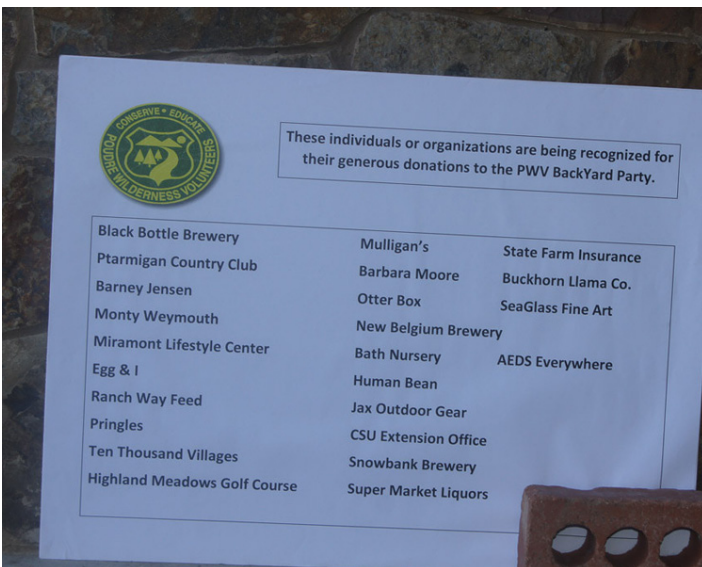 CONSERVE • EDUCATE
POUDRE WILDERNESS VOLUNTEERS
These individuals or organizations are being recognized for
their generous donations to the PWV BackYard Party.
Black Bottle Brewery
Ptarmigan Country Club
Barney Jensen
Monty Weymouth
Miramont Lifestyle Center
Egg & I
Ranch Way Feed
Pringles
Ten Thousand Villages
Highland Meadows Golf Course
Mulligan's
Barbara Moore
Otter Box
New Belgium Brewery
Bath Nursery
Human Bean
Jax Outdoor Gear
CSU Extension Office
Snowbank Brewery
Super Market Liquors
State Farm Insurance
Buckhorn Llama Co.
SeaGlass Fine Art
AEDS Everywhere